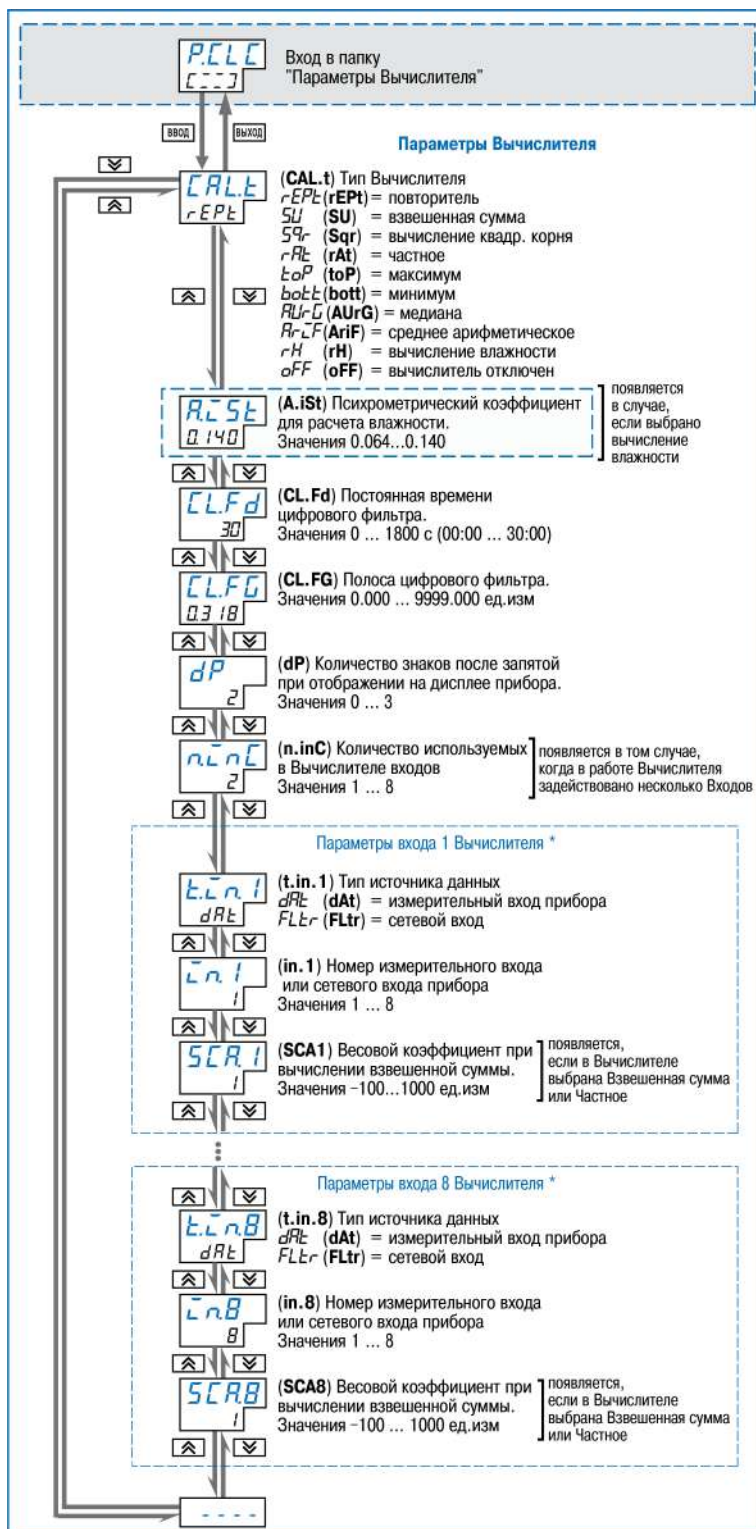 P.CLC
[---]
Вход в папку
"Параметры Вычислителя"
ВВОД
ВЫХОД
Параметры Вычислителя
CAL.t
rEPt
(CAL.t) Тип Вычислителя
rEPt (rEPt) = повторитель
SU (SU) = взвешенная сумма
Sqr (Sqr) = вычисление квадр. корня
rAt (rAt) = частное
toP (toP) = максимум
bott (bott) = минимум
AUrG (AUrG) = медиана
AriF (AriF) = среднее арифметическое
rH (rH) = вычисление влажности
oFF (oFF) = вычислитель отключен
A.iSt
0.140
(A.iSt) Психрометрический коэффициент
для расчета влажности.
Значения 0.064...0.140
появляется
в случае,
если выбрано
вычисление
влажности
CL.Fd
30
(CL.Fd) Постоянная времени
цифрового фильтра.
Значения 0 ... 1800 с (00:00 ... 30:00)
CL.FG
0.318
(CL.FG) Полоса цифрового фильтра.
Значения 0.000 ... 9999.000 ед.изм
dP
2
(dP) Количество знаков после запятой
при отображении на дисплее прибора.
Значения 0 ... 3
n.inC
2
(n.inC) Количество используемых
в Вычислителе входов
Значения 1 ... 8
появляется в том случае,
когда в работе Вычислителя
задействовано несколько Входов
Параметры входа 1 Вычислителя *
t.in.1
dAt
(t.in.1) Тип источника данных
dAt (dAt) = измерительный вход прибора
FLtr (FLtr) = сетевой вход
in.1
1
(in.1) Номер измерительного входа
или сетевого входа прибора
Значения 1 ... 8
SCA.1
1
(SCA1) Весовой коэффициент при
вычислении взвешенной суммы.
Значения -100...1000 ед.изм
появляется,
если в Вычислителе
выбрана Взвешенная сумма
или Частное
Параметры входа 8 Вычислителя *
t.in.8
dAt
(t.in.8) Тип источника данных
dAt (dAt) = измерительный вход прибора
FLtr (FLtr) = сетевой вход
in.8
8
(in.8) Номер измерительного входа
или сетевого входа прибора
Значения 1 ... 8
SCA.8
1
(SCA8) Весовой коэффициент при
вычислении взвешенной суммы.
Значения -100 ... 1000 ед.изм
появляется,
если в Вычислителе
выбрана Взвешенная сумма
или Частное
- - - -